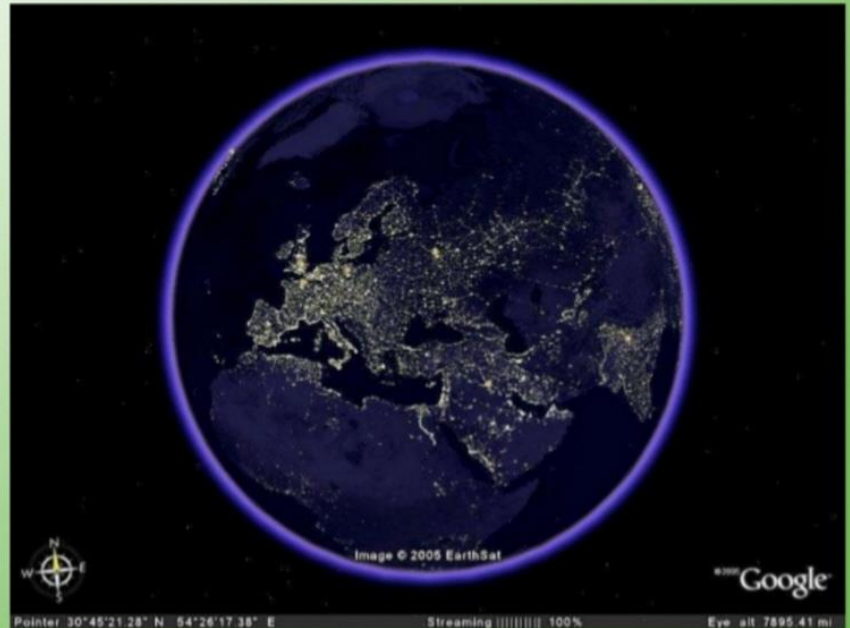 Image © 2005 EarthSat
N
W E
S
©2005 Google
Pointer 30°45'21.28" N 54°26'17.38" E Streaming |||||||||| 100% Eye alt 7895.41 mi